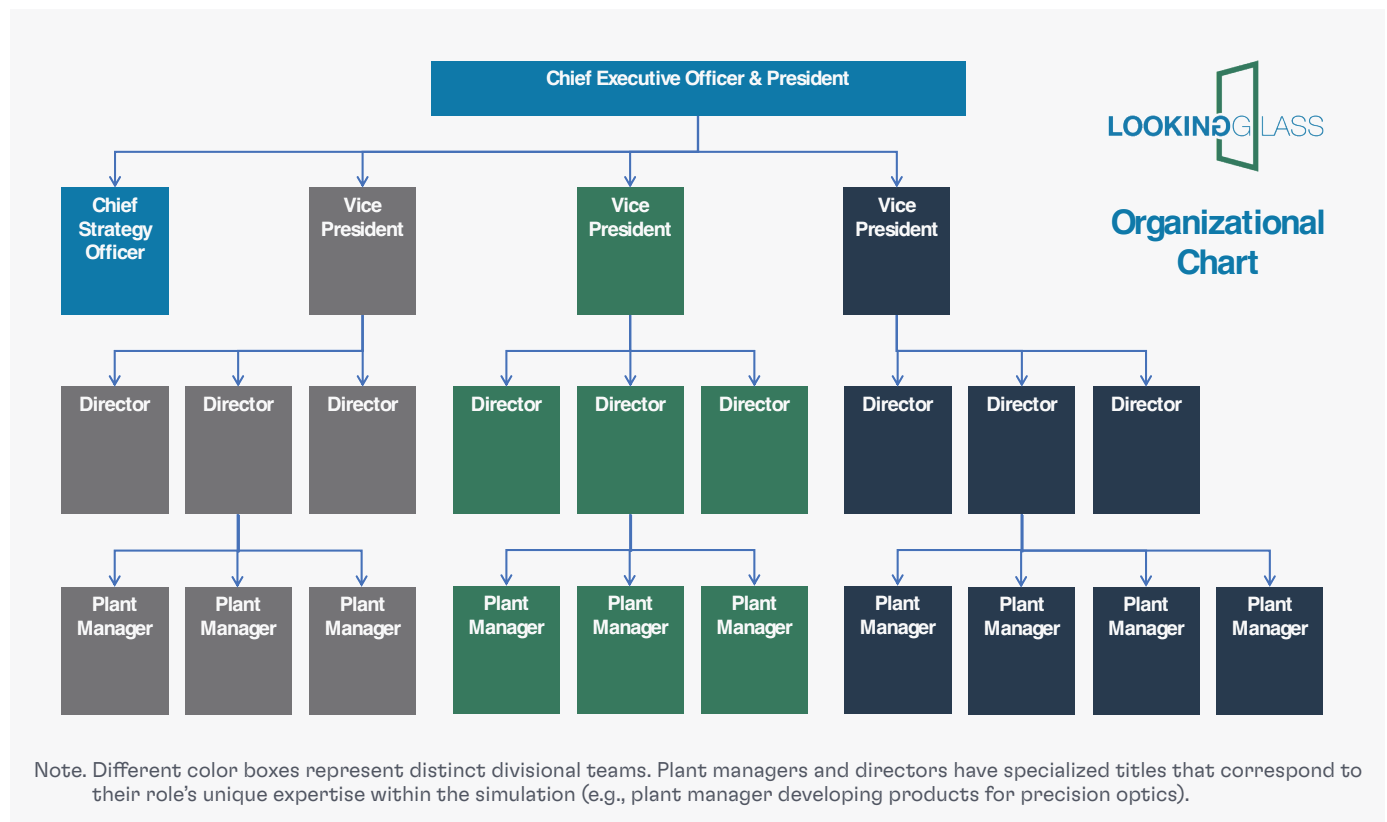 Chief Executive Officer & President
LOOKINGGLASS
Organizational
Chart
Chief
Strategy
Officer
Vice
President
Vice
President
Vice
President
Director
Director
Director
Director
Director
Director
Director
Director
Director
Plant
Manager
Plant
Manager
Plant
Manager
Plant
Manager
Plant
Manager
Plant
Manager
Plant
Manager
Plant
Manager
Plant
Manager
Plant
Manager
Note. Different color boxes represent distinct divisional teams. Plant managers and directors have specialized titles that correspond to
their role's unique expertise within the simulation (e.g., plant manager developing products for precision optics).